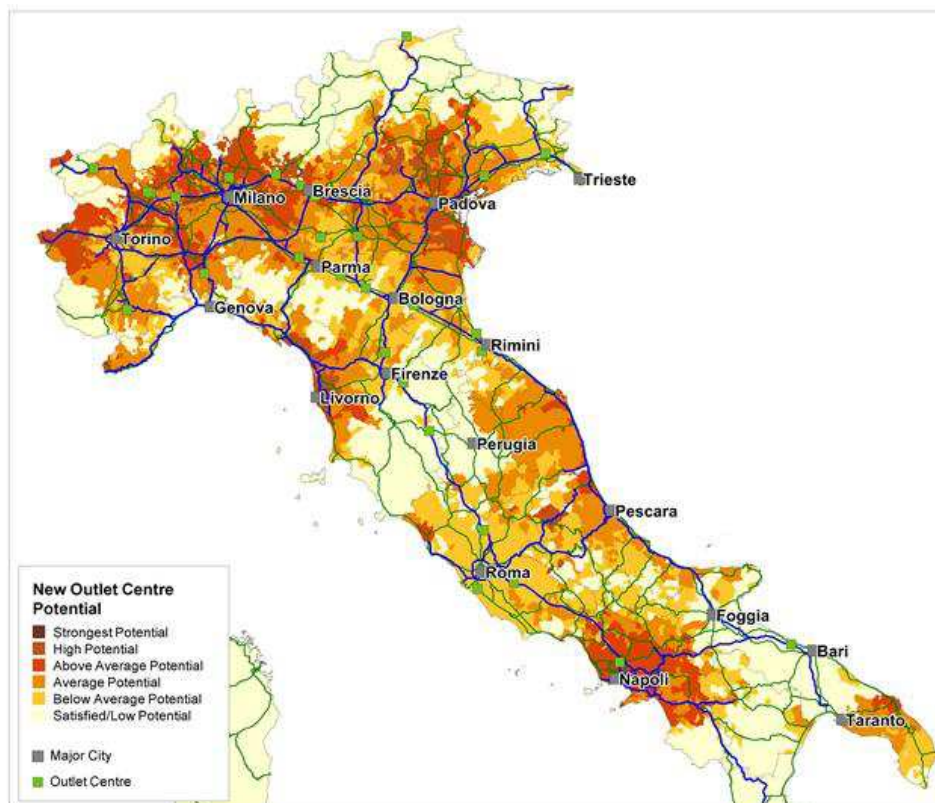 Trieste
Milano
Brescia
Padova
Torino
Parma
Genova
Bologna
Rimini
Firenze
Livorno
Perugia
Pescara
Roma
Foggia
Bari
Napoli
Taranto
New Outlet Centre
Potential
Strongest Potential
High Potential
Above Average Potential
Average Potential
Below Average Potential
Satisfied/Low Potential
Major City
Outlet Centre